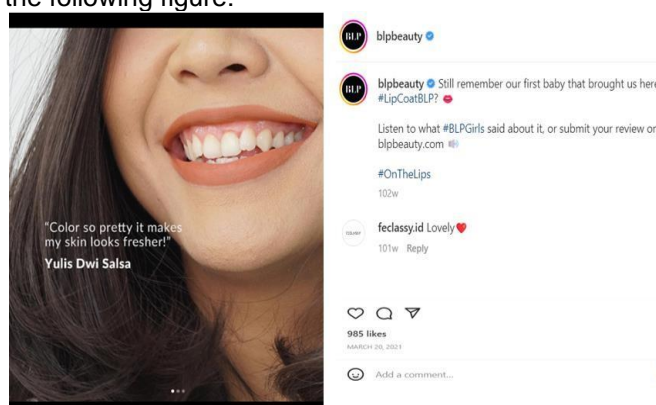 the following figure:
"Color so pretty it makes
my skin looks fresher!"
Yulis Dwi Salsa
BLP
blpbeauty
BLP
blpbeauty Still remember our first baby that brought us here
#LipCoatBLP? 👄
Listen to what #BLPGirls said about it, or submit your review on
blpbeauty.com 🔊
#OnTheLips
102w
feclassy.id Lovely❤️
101w Reply
985 likes
MARCH 20, 2021
Add a comment...